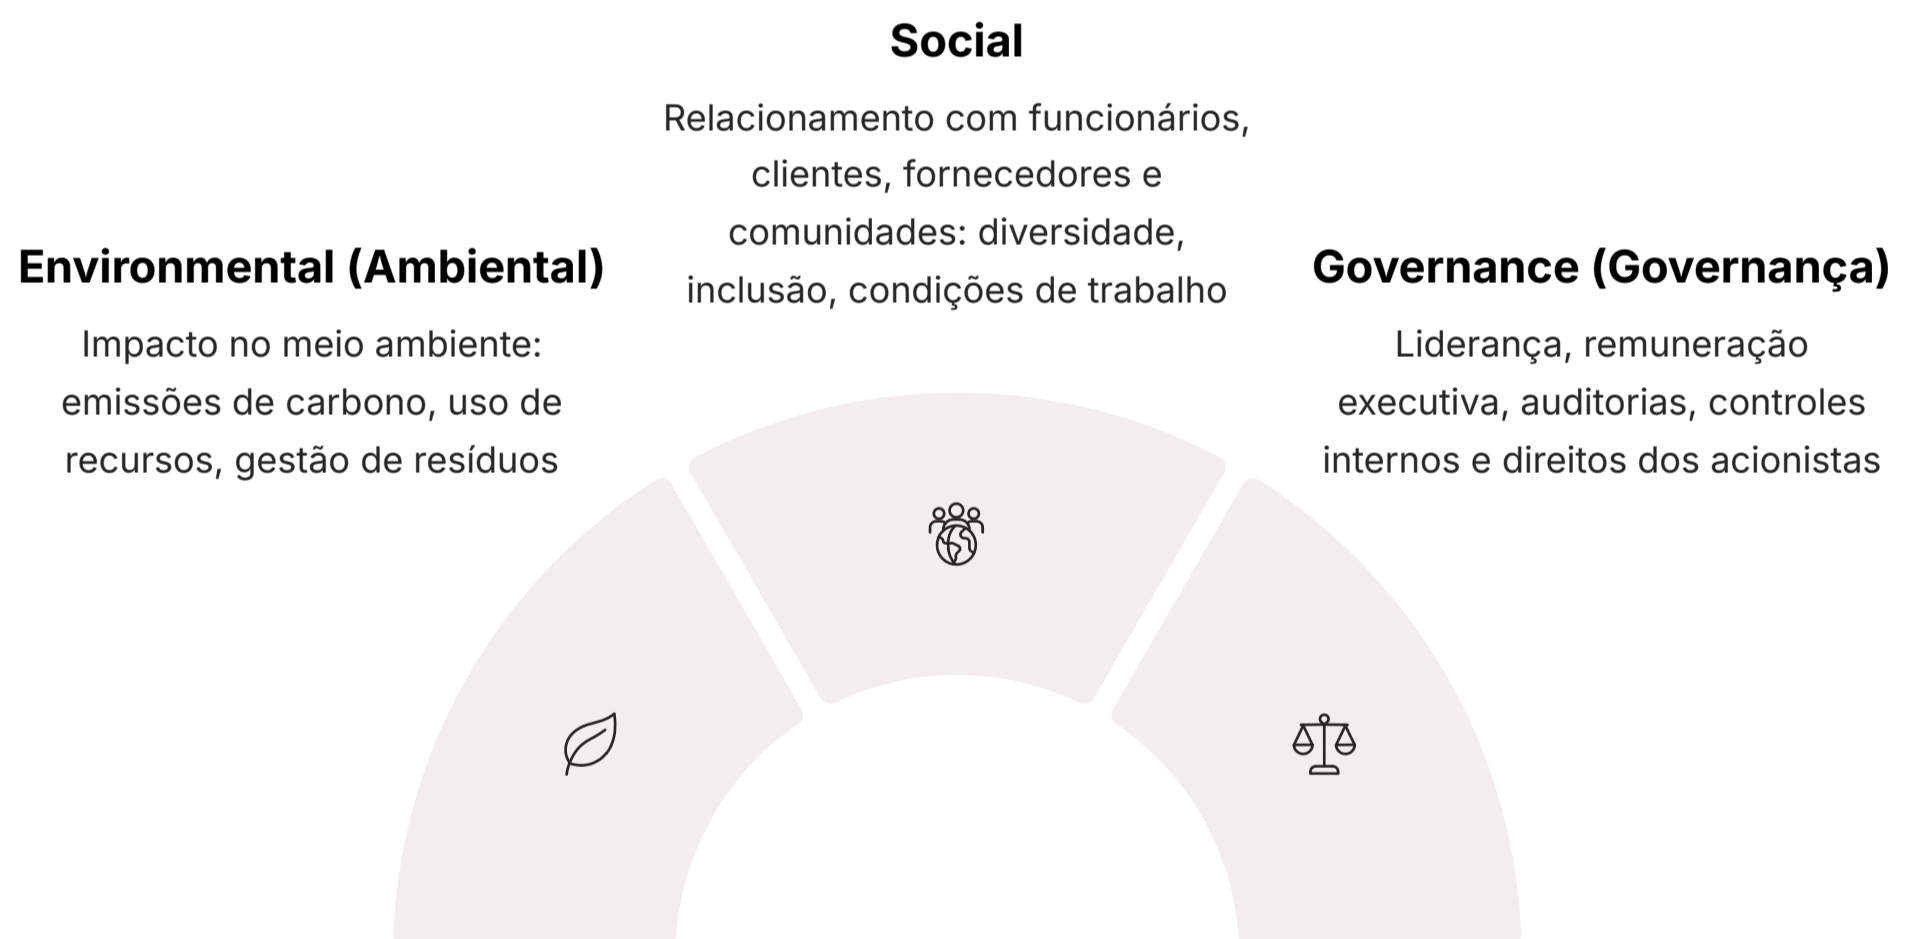 Social
Relacionamento com funcionários,
clientes, fornecedores e
comunidades: diversidade,
inclusão, condições de trabalho
Environmental (Ambiental)
Impacto no meio ambiente:
emissões de carbono, uso de
recursos, gestão de resíduos
Governance (Governança)
Liderança, remuneração
executiva, auditorias, controles
internos e direitos dos acionistas